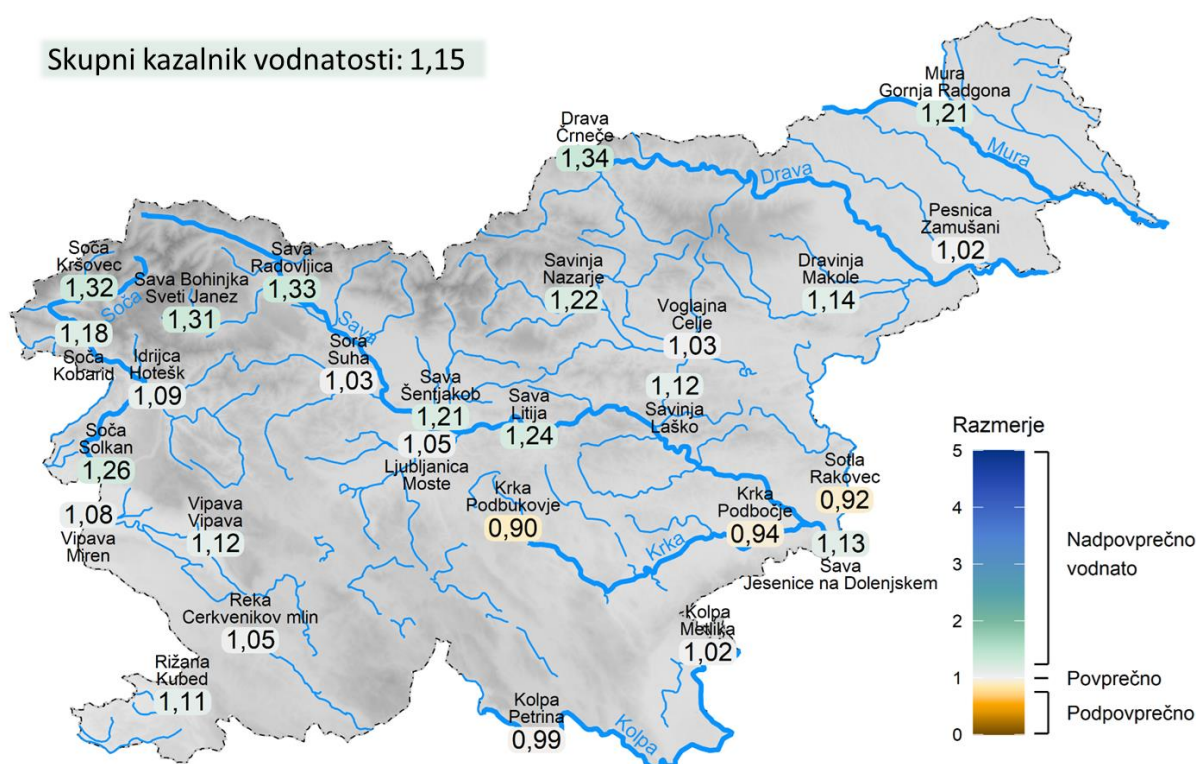 Skupni kazalnik vodnatosti: 1,15
Mura
Gornja Radgona
1,21
Mura
Drava
Črneče
1,34
Drava
Pesnica
Zamušani
1,02
Soča
Kršovec
1,32
Soča
Sava Bohinjka
Sveti Janez
1,31
Sava
Radovljica
1,33
Sava
Savinja
Nazarje
1,22
Dravinja
Makole
1,14
Voglajna
Celje
1,03
1,18
Soča
Kobarid
Idrijca
Hotešk
1,09
Sora
Suha
1,03
Sava
Šentjakob
1,21
1,05
Ljubljanica
Moste
Sava
Litija
1,24
1,12
Savinja
Laško
Soča
Solkan
1,26
1,08
Vipava
Miren
Vipava
Vipava
1,12
Krka
Podbukovje
0,90
Krka
Krka
Podbočje
0,94
Sotla
Rakovec
0,92
1,13
Sava
Jesenice na Dolenjskem
Reka
Cerkvenikov mlin
1,05
Kolpa
Metlika
1,02
Rižana
Kubed
1,11
Kolpa
Petrina
0,99
Kolpa
Razmerje
5
4
3
2
1
0
Nadpovprečno
vodnato
Povprečno
Podpovprečno